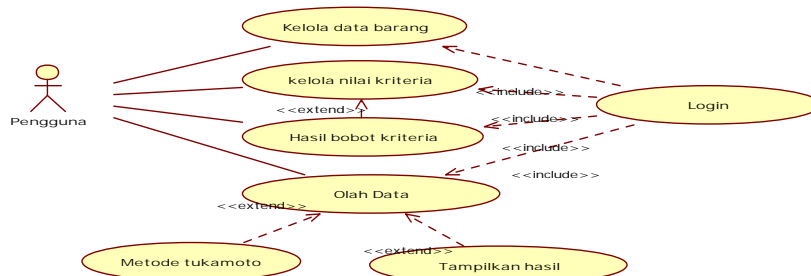 Kelola data barang
kelola nilai kriteria
<<include>>
Login
<<extend>>
Pengguna
<<include>>
Hasil bobot kriteria
<<include>>
<<include>>
Olah Data
<<extend>>
<<extend>>
Metode tukamoto
Tampilkan hasil